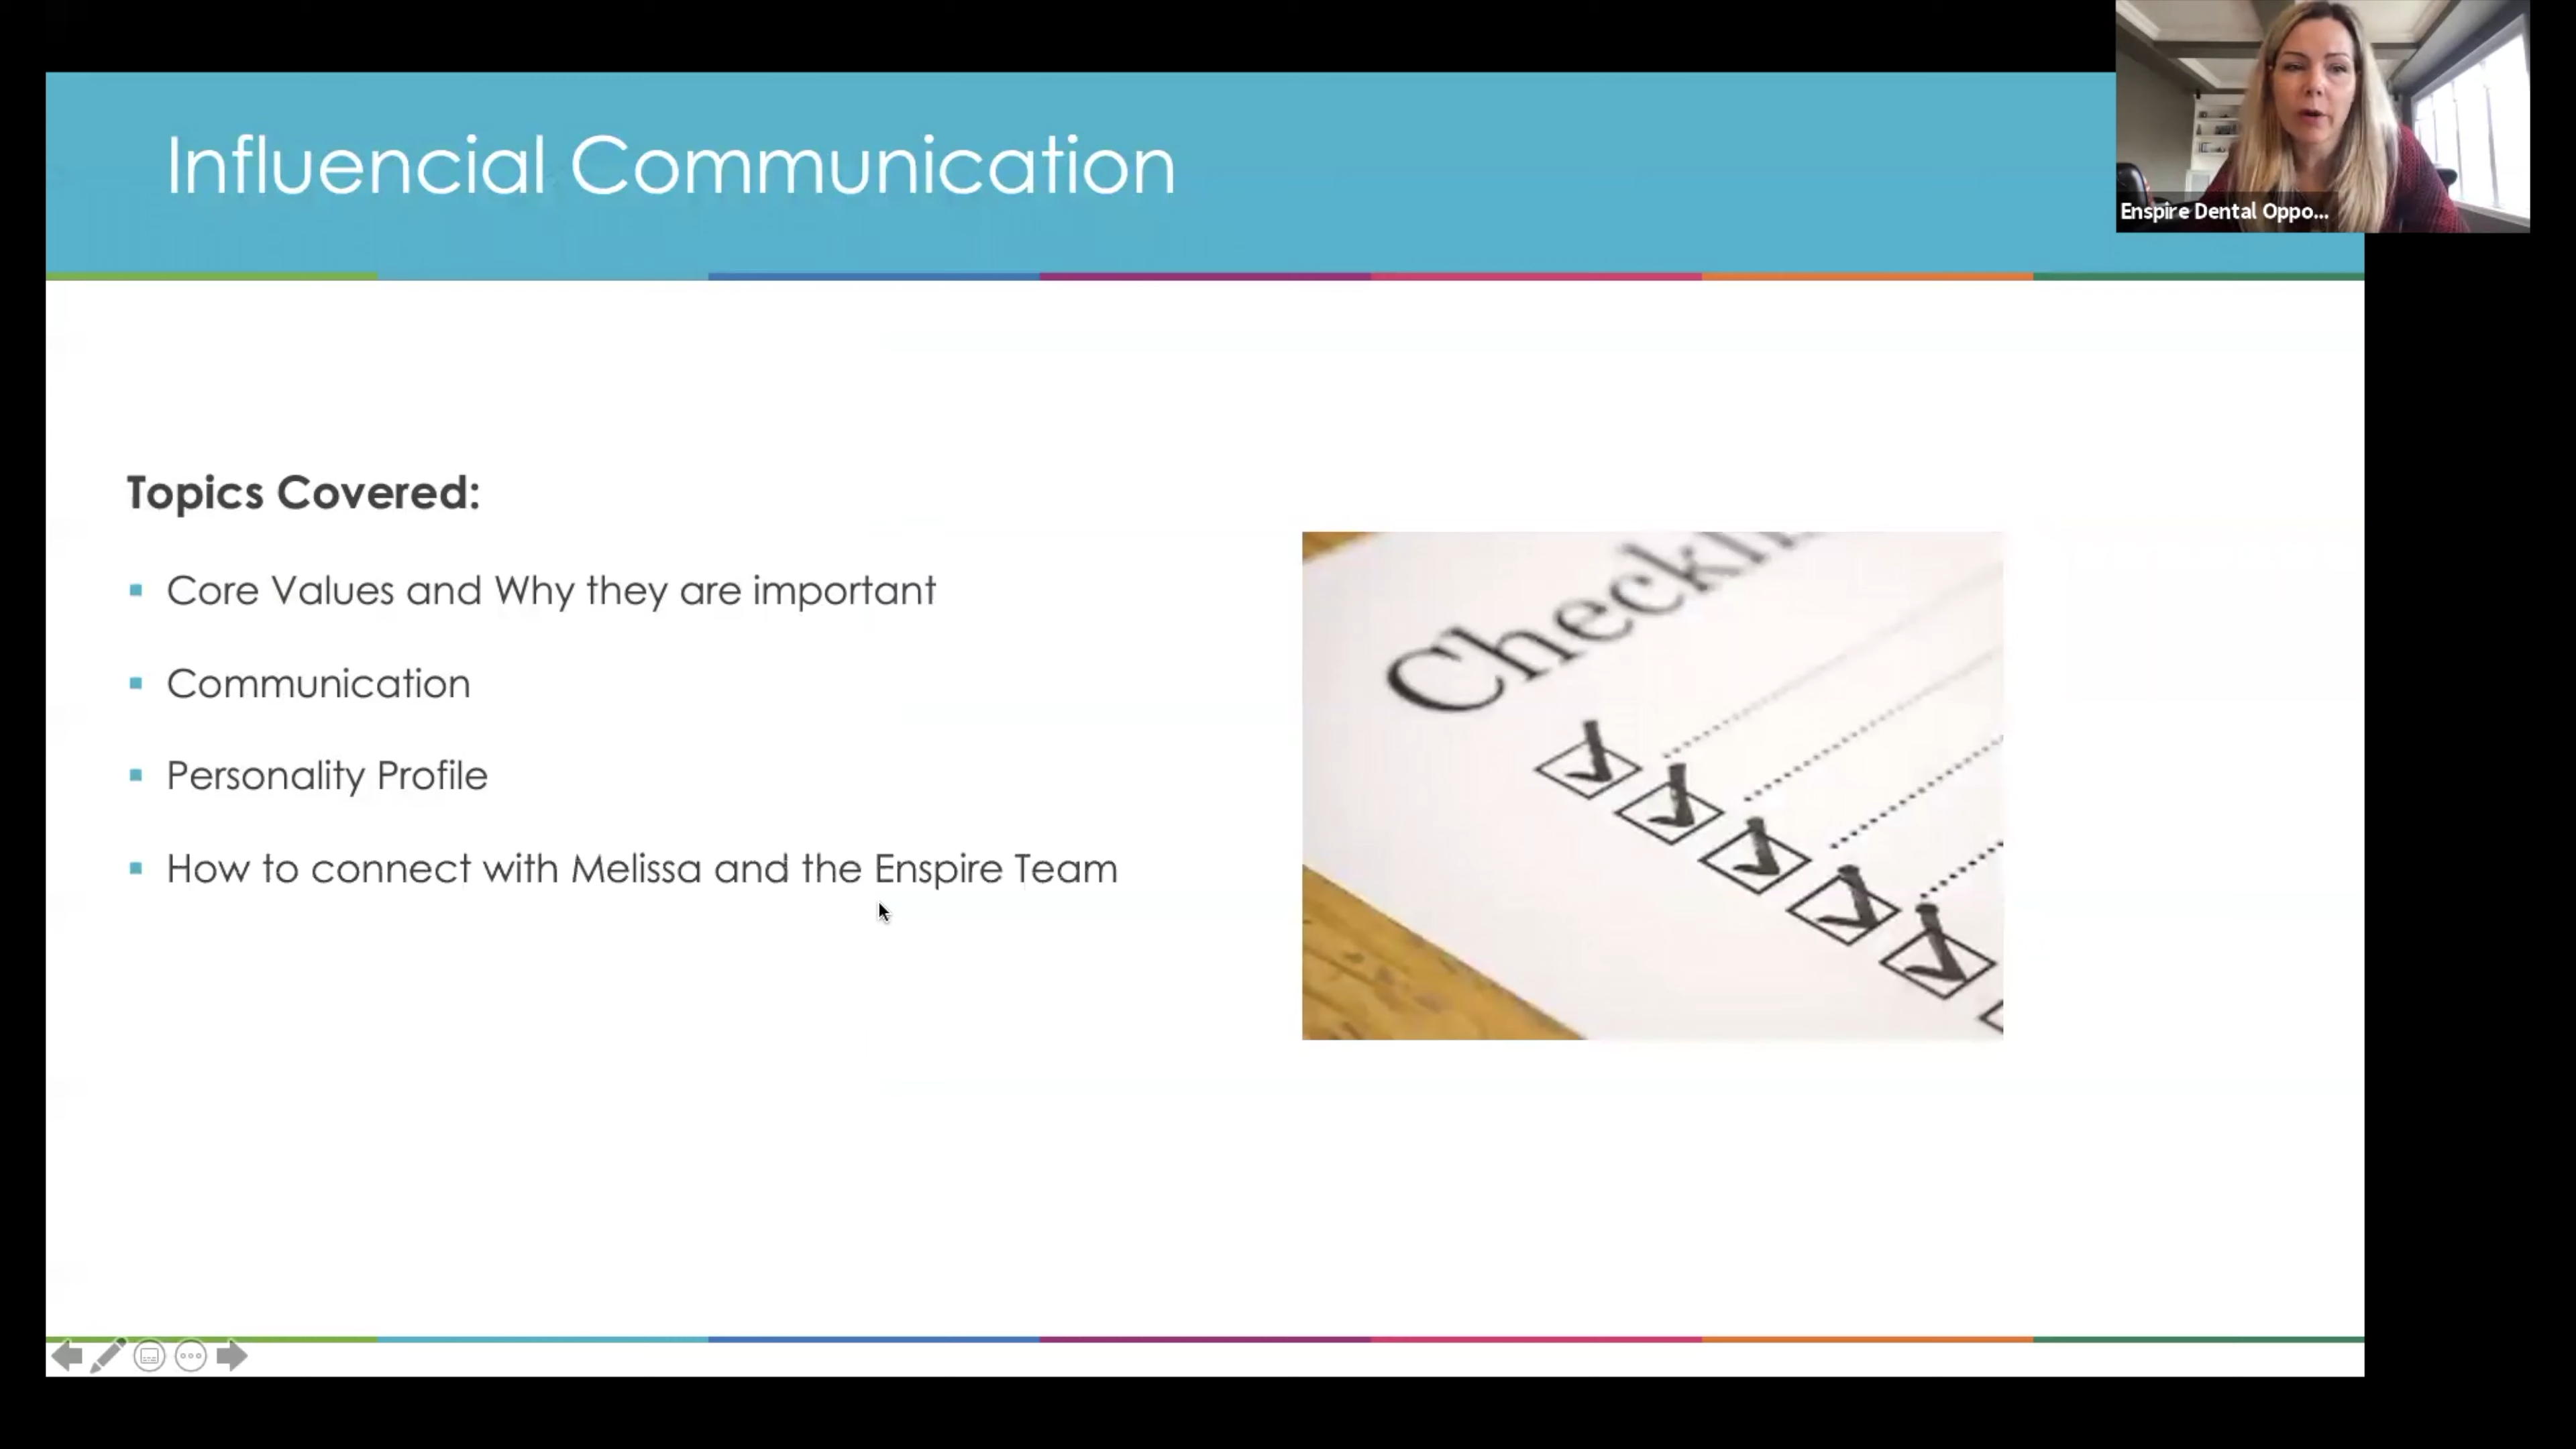 Influencial Communication
Enspire Dental Oppo...
Topics Covered:
Core Values and Why they are important
Communication
Personality Profile
How to connect with Melissa and the Enspire Team